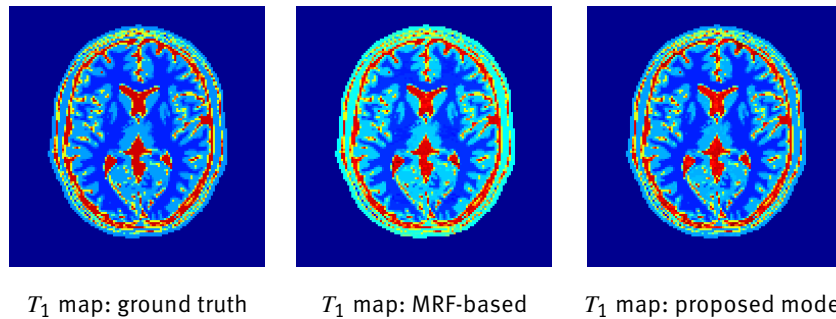 T₁ map: ground truth
T₁ map: MRF-based
T₁ map: proposed mode